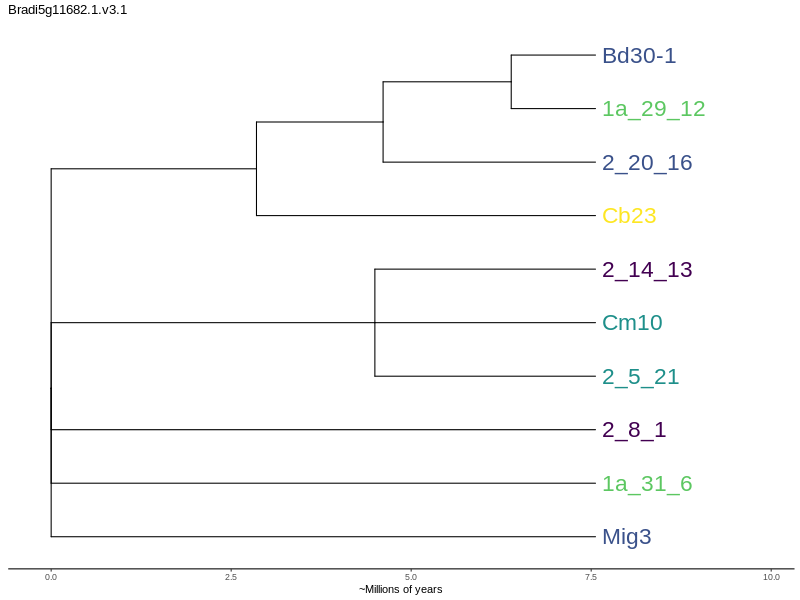 Bradi5g11682.1.v3.1
Bd30-1
1a_29_12
2_20_16
Cb23
2_14_13
Cm10
2_5_21
2_8_1
1a_31_6
Mig3
0.0 2.5 5.0 7.5 10.0
~Millions of years